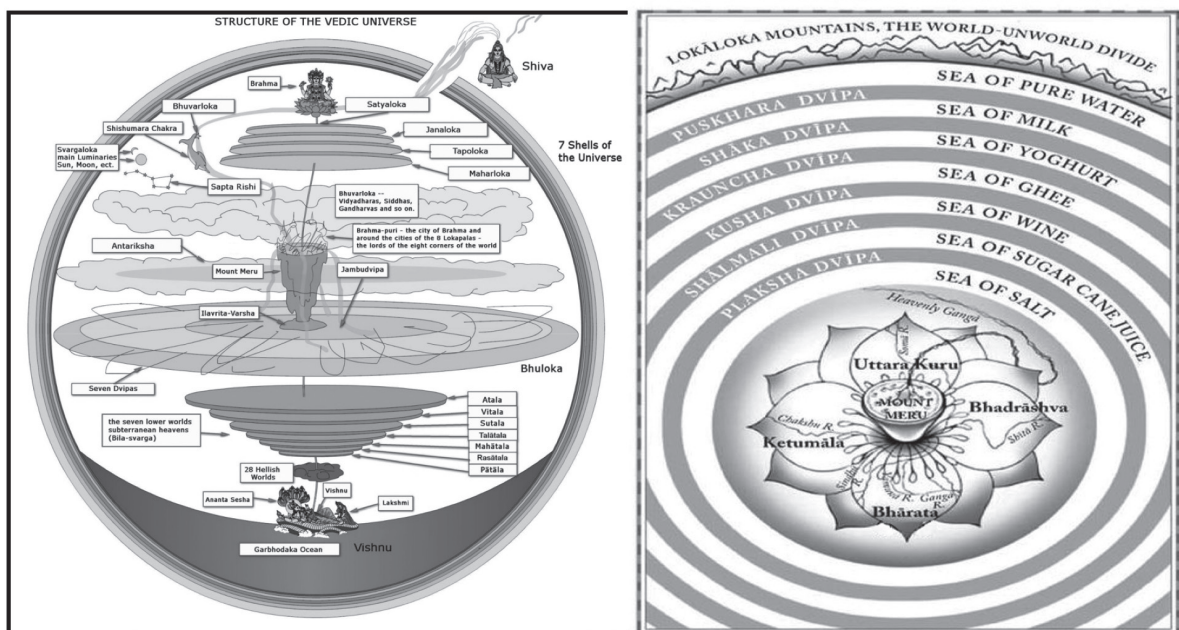 STRUCTURE OF THE VEDIC UNIVERSE
Shiva
Brahma
Bhuvarloka
Satyaloka
Shishumara Chakra
Janaloka
Svargaloka
main Luminaries
Sun, Moon, ect.
Tapoloka
7 Shells of
the Universe
Maharloka
Sapta Rishi
Bhuvarloka --
Vidyadharas, Siddhas,
Gandharvas and so on.
Brahma-puri - the city of Brahma and
around the cities of the 8 Lokapalas -
the lords of the eight corners of the world
Antariksha
Mount Meru
Jambudvipa
Ilavrita-Varsha
Bhuloka
Seven Dvipas
Atala
Vitala
the seven lower worlds
subterranean heavens
(Bila-svarga)
Sutala
Talātala
Mahātala
Rasātala
Pātāla
28 Hellish
Worlds
Vishnu
Ananta Sesha
Lakshmi
Garbhodaka Ocean
Vishnu
LOKĀLOKA MOUNTAINS, THE WORLD-UNWORLD DIVIDE
SEA OF PURE WATER
PUSKHARA DVĪPA
SEA OF MILK
SHĀKA DVĪPA
SEA OF YOGHURT
KRAUNCHA DVĪPA
SEA OF GHEE
KUSHA DVĪPA
SEA OF WINE
SHĀLMALI DVĪPA
SEA OF SUGAR CANE JUICE
PLĀKSHA DVĪPA
SEA OF SALT
Heavenly Gangā
Somā R.
Uttara Kuru
MOUNT
MERU
Bhadrāshva
Chakshu R.
Shitā R.
Ketumāla
Sindhu
R.
Yamunā R.
Gangā
R.
Bhārata